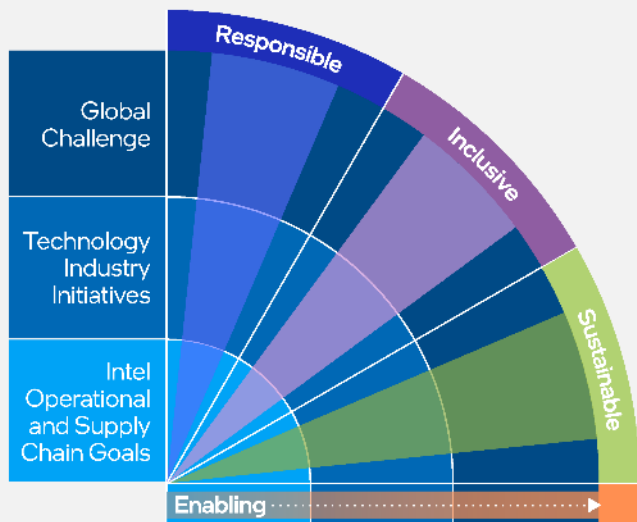 Responsible
Inclusive
Sustainable
Global
Challenge
Technology
Industry
Initiatives
Intel
Operational
and Supply
Chain Goals
Enabling